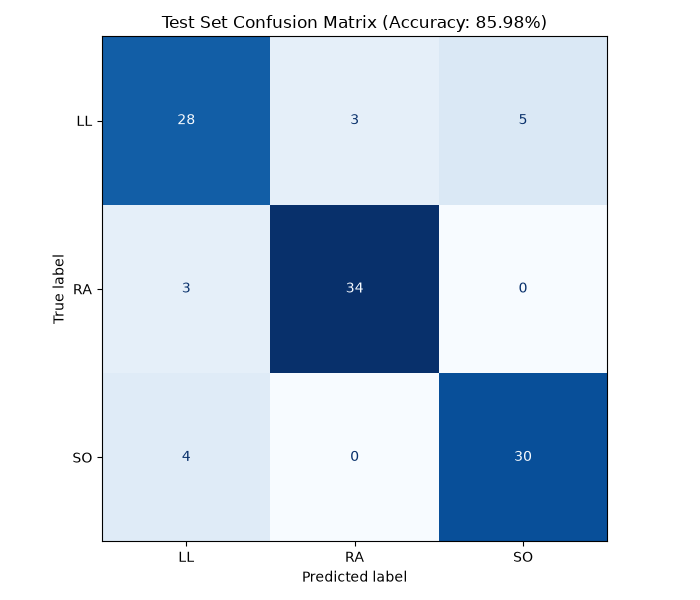 Test Set Confusion Matrix (Accuracy: 85.98%)
LL 28 3 5
RA 3 34 0
SO 4 0 30
LL RA SO
True label
Predicted label